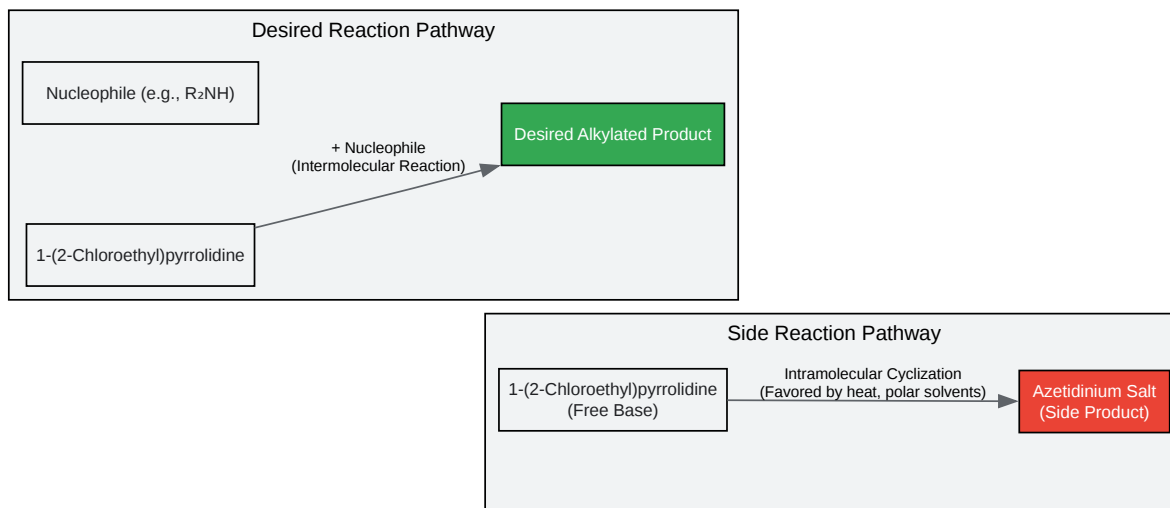 Desired Reaction Pathway
Nucleophile (e.g., R₂NH)
Desired Alkylated Product
+ Nucleophile
(Intermolecular Reaction)
1-(2-Chloroethyl)pyrrolidine
Side Reaction Pathway
1-(2-Chloroethyl)pyrrolidine
(Free Base)
Intramolecular Cyclization
(Favored by heat, polar solvents)
Azetidinium Salt
(Side Product)